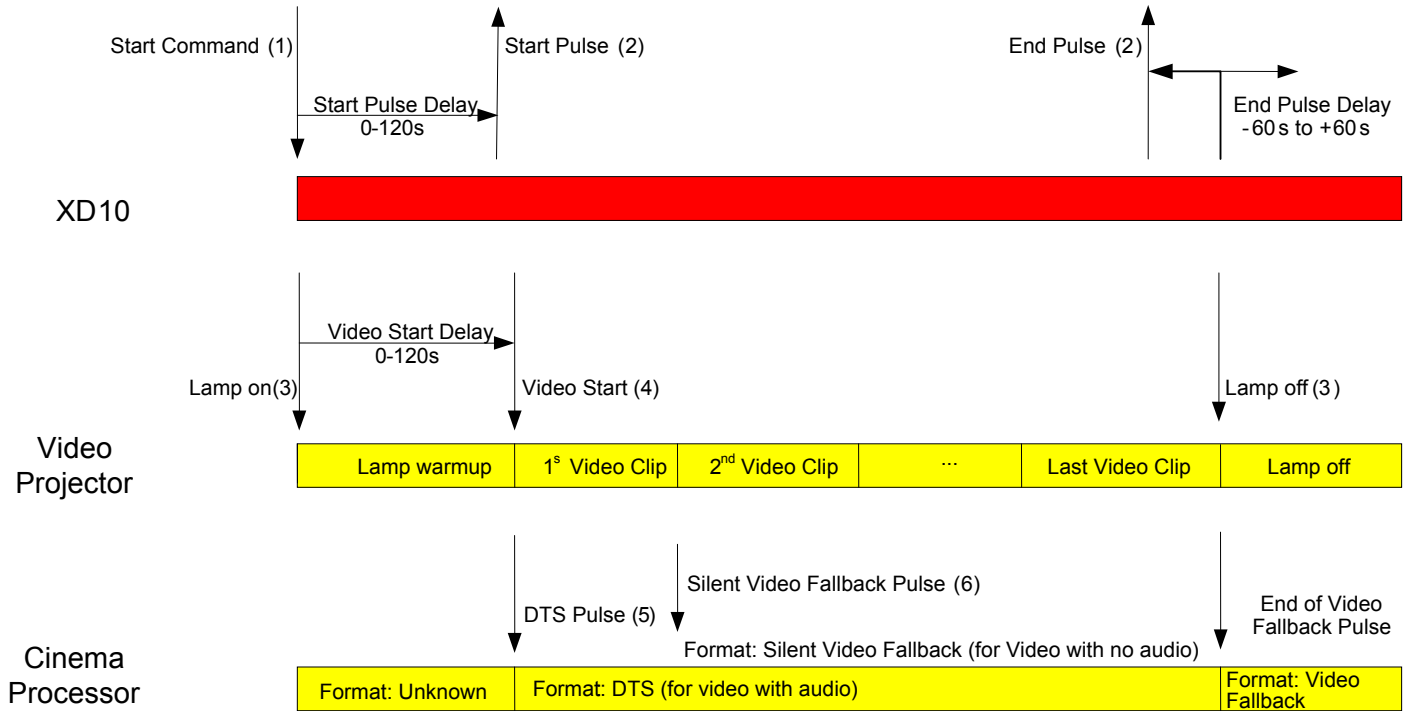 Start Command (1)
Start Pulse (2)
End Pulse (2)
Start Pulse Delay
0-120s
End Pulse Delay
-60s to +60s
XD10
Video Start Delay
0-120s
Lamp on(3)
Video Start (4)
Lamp off (3)
Video
Projector
Lamp warmup
1s Video Clip
2nd Video Clip
...
Last Video Clip
Lamp off
Silent Video Fallback Pulse (6)
DTS Pulse (5)
End of Video
Fallback Pulse
Format: Silent Video Fallback (for Video with no audio)
Cinema
Processor
Format: Unknown
Format: DTS (for video with audio)
Format: Video
Fallback